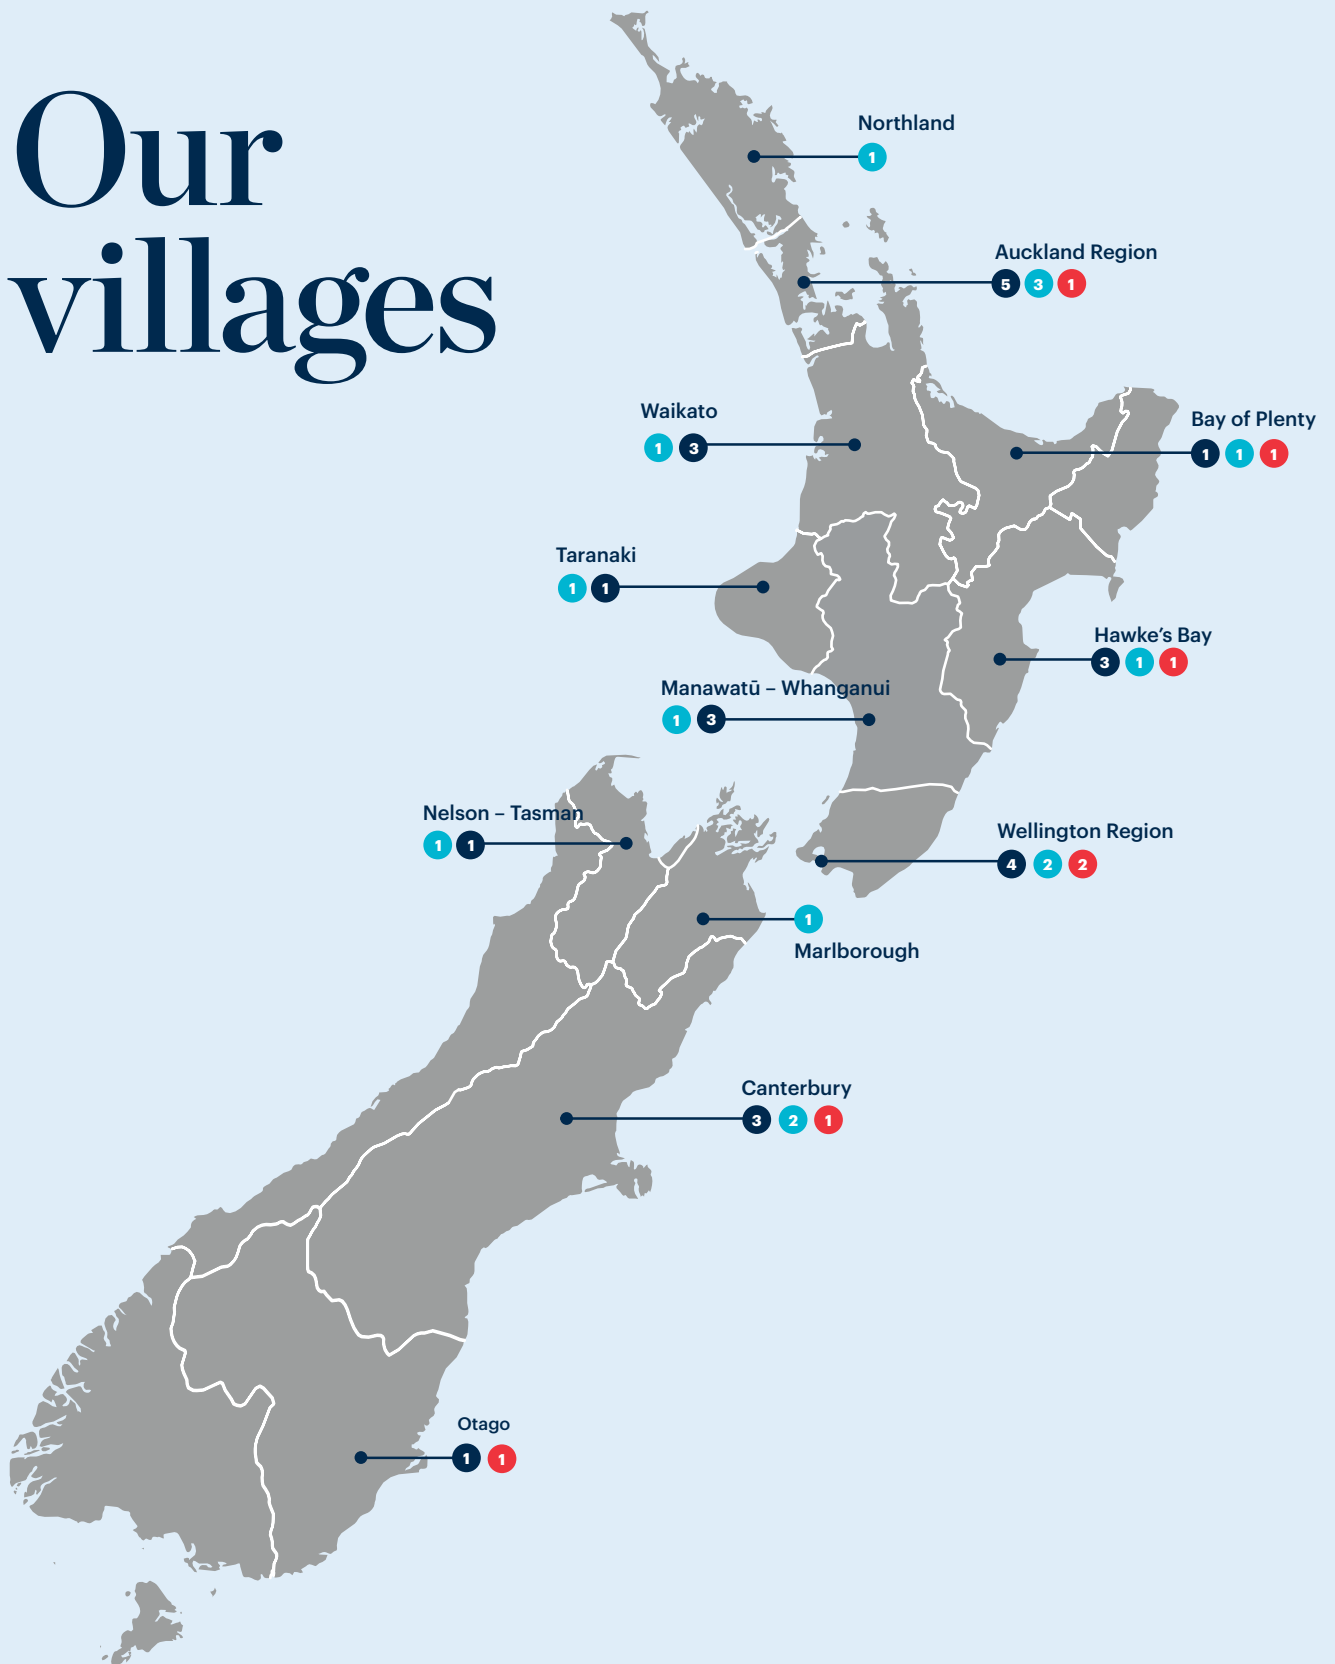 Our
villages
Northland
1
Auckland Region
5 3 1
Waikato
1 3
Bay of Plenty
1 1 1
Taranaki
1 1
Hawke’s Bay
3 1 1
Manawatū – Whanganui
1 3
Nelson – Tasman
1 1
Wellington Region
4 2 2
1
Marlborough
Canterbury
3 2 1
Otago
1 1